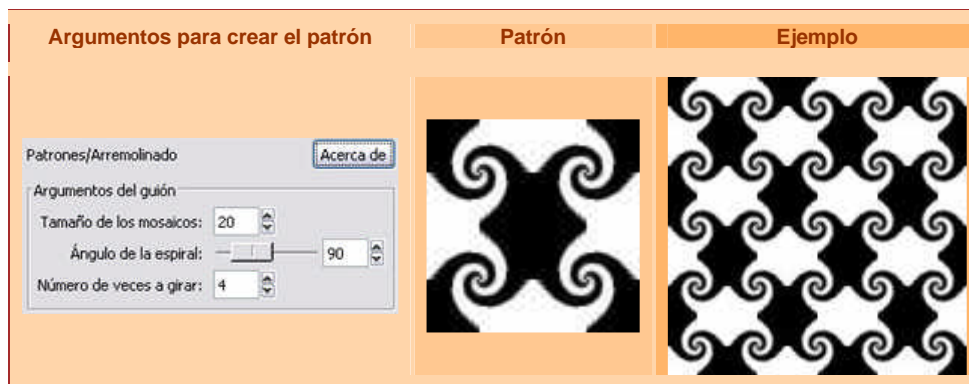 Argumentos para crear el patrón
Patrón
Ejemplo
Patrones/Arremolinado
Acerca de
Argumentos del guión
Tamaño de los mosaicos: 20
Ángulo de la espiral: 90
Número de veces a girar: 4